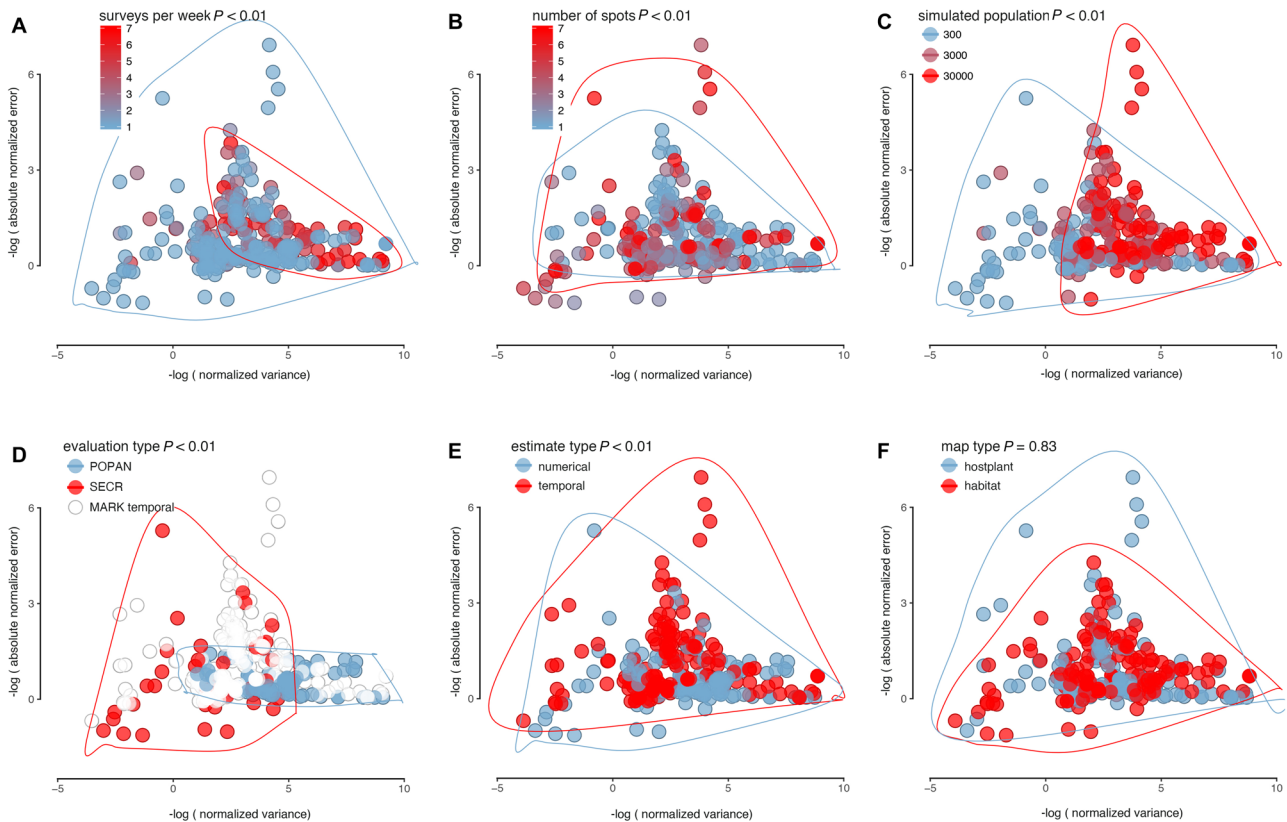 A surveys per week P < 0.01
7
6
5
4
3
2
1
6
3
0
-log ( absolute normalized error)
-5 0 5 10
-log ( normalized variance)
B number of spots P < 0.01
7
6
5
4
3
2
1
6
3
0
-log ( absolute normalized error)
-5 0 5 10
-log ( normalized variance)
C simulated population P < 0.01
300
3000
30000
6
3
0
-log ( absolute normalized error)
-5 0 5 10
-log ( normalized variance)
D evaluation type P < 0.01
POPAN
SECR
MARK temporal
6
3
0
-log ( absolute normalized error)
-5 0 5 10
-log ( normalized variance)
E estimate type P < 0.01
numerical
temporal
6
3
0
-log ( absolute normalized error)
-5 0 5 10
-log ( normalized variance)
F map type P = 0.83
hostplant
habitat
6
3
0
-log ( absolute normalized error)
-5 0 5 10
-log ( normalized variance)